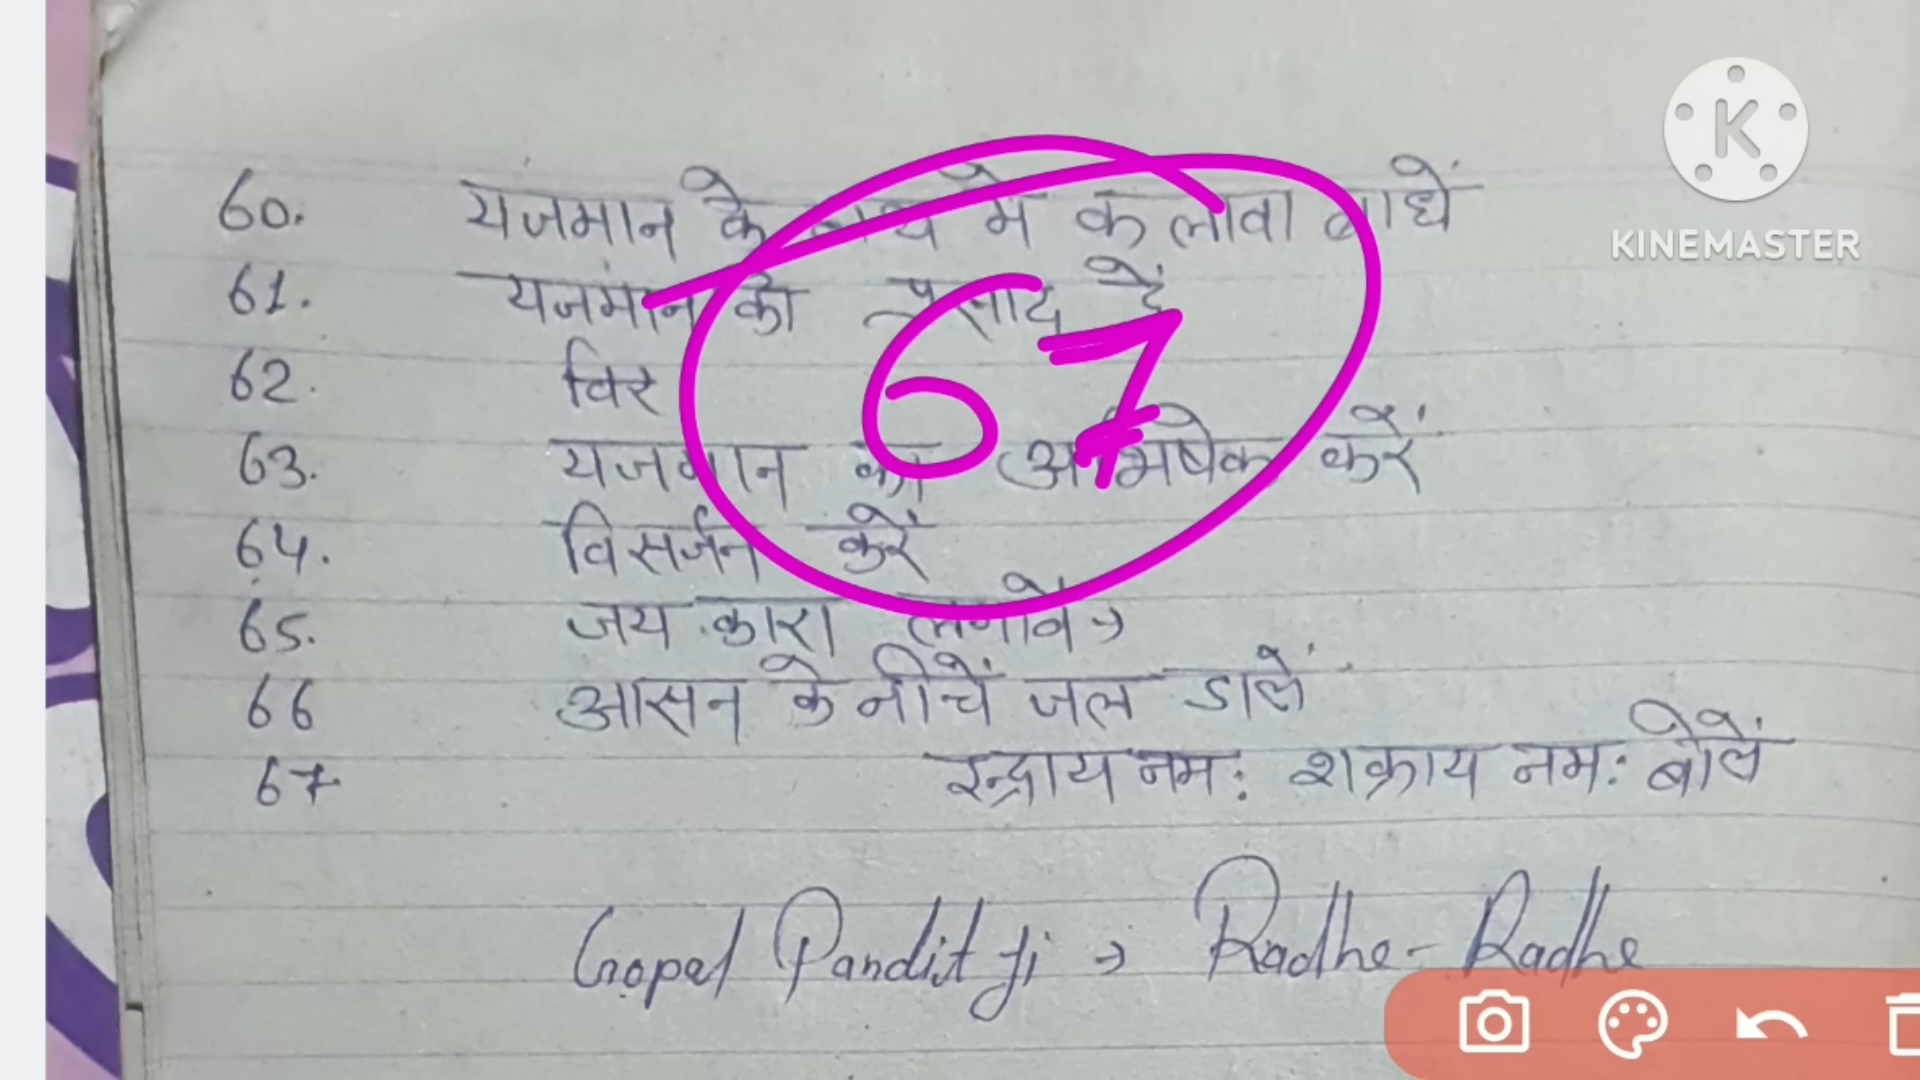 60. यजमान के हाथ मे कलावा बाधें
61. यजमांन को प्रसाद दें
62. विर
63. यजमान का अभिषेक करें
64. विसर्जन करें
65. जय कारा लगावे →
66 आसन के नीचें जल डालें
67 इन्द्राय नमः शक्राय नमः बोलें
Gopal Pandit Ji → Radhe - Radhe
67
K
KINEMASTER